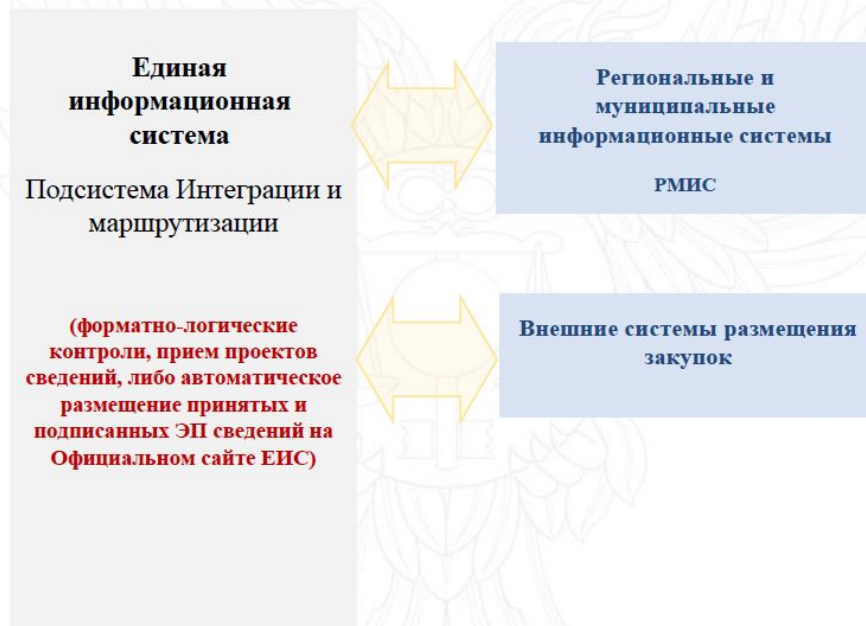 Единая
информационная
система
Подсистема Интеграции и
маршрутизации
(форматно-логические
контроли, прием проектов
сведений, либо автоматическое
размещение принятых и
подписанных ЭП сведений на
Официальном сайте ЕИС)
Региональные и
муниципальные
информационные системы
РМИС
Внешние системы размещения
закупок